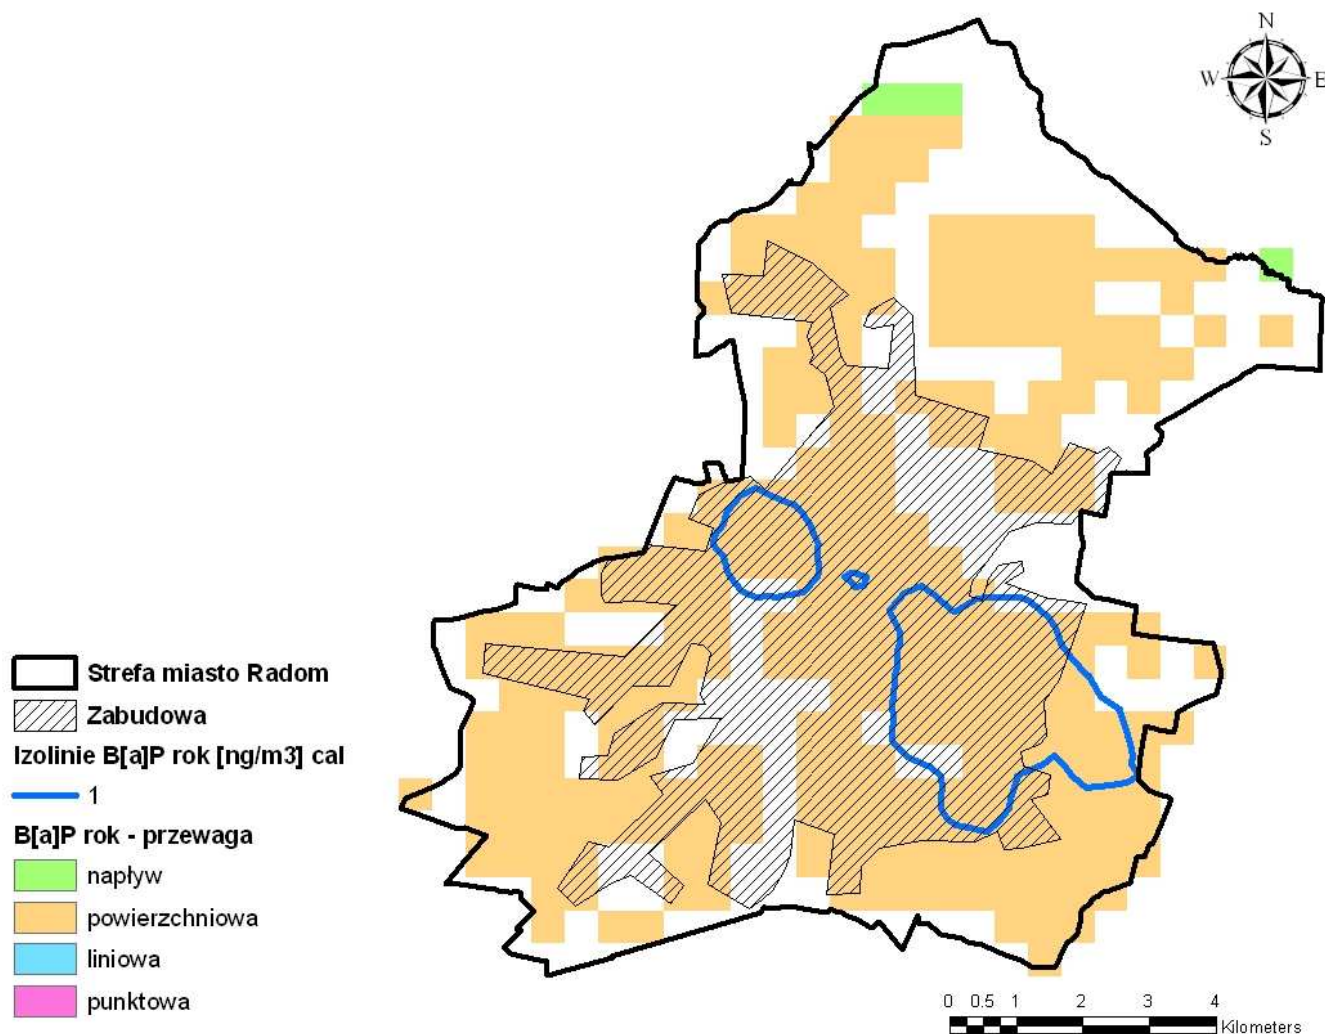 N
W E
S
Strefa miasto Radom
Zabudowa
Izolinie B[a]P rok [ng/m3] cal
1
B[a]P rok - przewaga
napływ
powierzchniowa
liniowa
punktowa
0 0.5 1 2 3 4
Kilometers